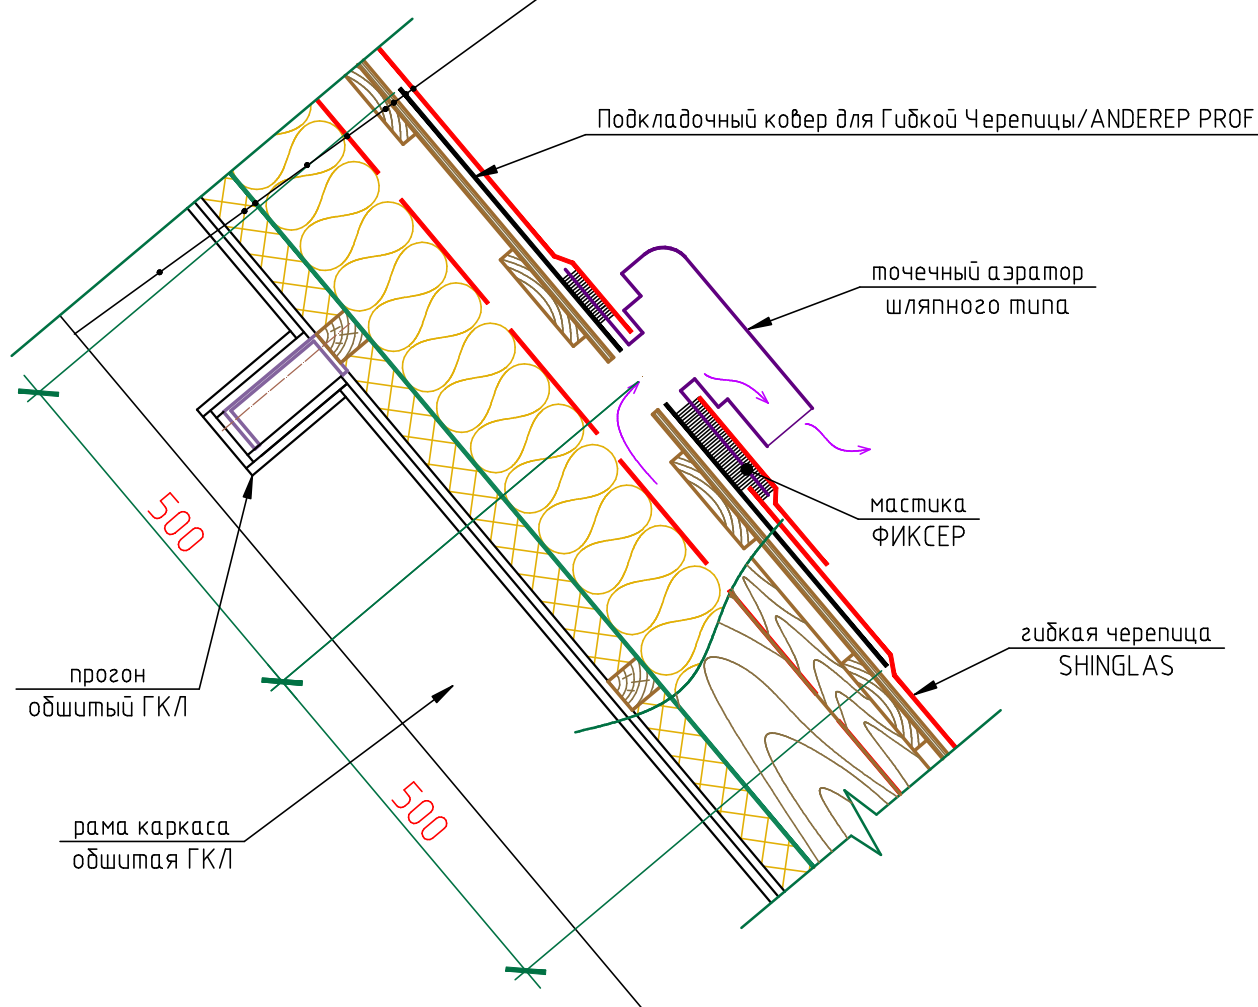 Подкладочный ковер для Гибкой Черепицы/ANDEREP PROF
точечный аэратор
шляпного типа
мастика
ФИКСЕР
500
прогон
обшитый ГКЛ
гибкая черепица
SHINGLAS
500
рама каркаса
обшитая ГКЛ